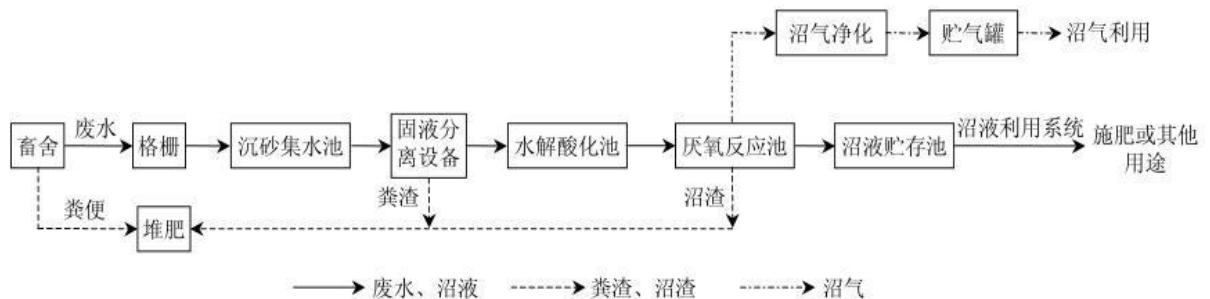 沼气净化
贮气罐
沼气利用
畜舍
废水
格栅
沉砂集水池
固液分
离设备
水解酸化池
厌氧反应池
沼液贮存池
沼液利用系统
施肥或其他
用途
粪便
堆肥
粪渣
沼渣
废水、沼液
粪渣、沼渣
沼气